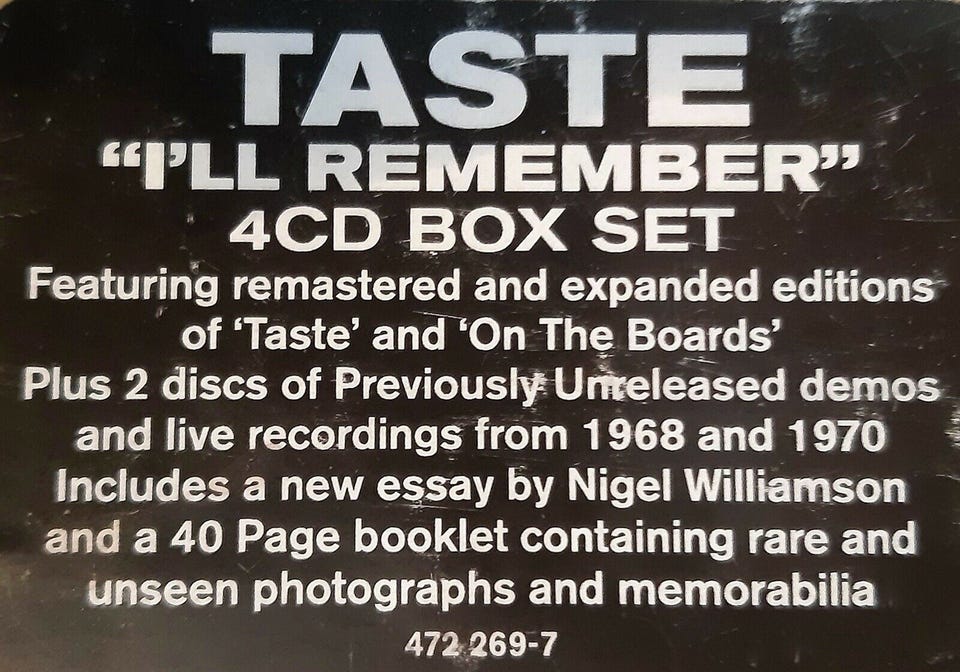 TASTE
“I’LL REMEMBER”
4CD BOX SET
Featuring remastered and expanded editions
of ‘Taste’ and ‘On The Boards’
Plus 2 discs of Previously Unreleased demos
and live recordings from 1968 and 1970
Includes a new essay by Nigel Williamson
and a 40 Page booklet containing rare and
unseen photographs and memorabilia
472 269-7